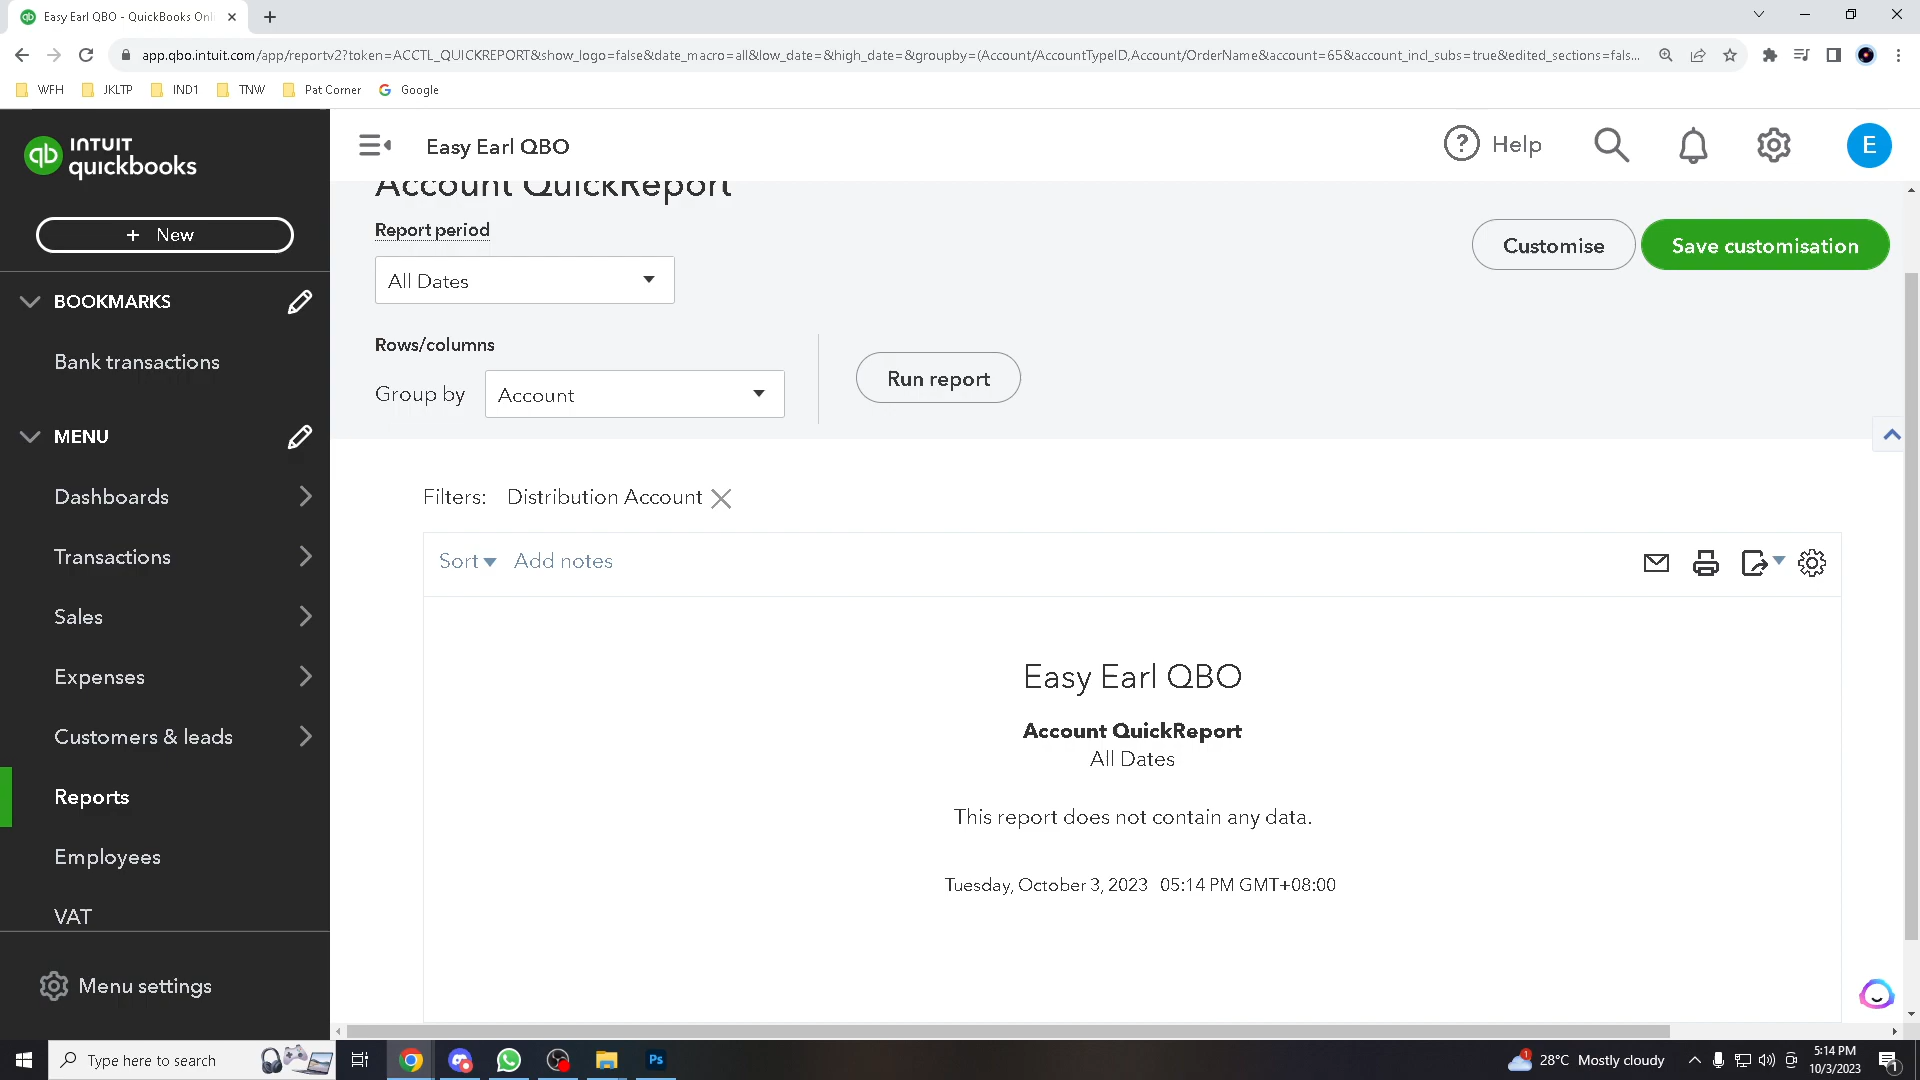 Easy Earl QBO - QuickBooks Onl
app.qbo.intuit.com/app/reportv2?token=ACCTL_QUICKREPORT&show_logo=false&date_macro=all&low_date=&high_date=&groupby=(Account/AccountTypeID,Account/OrderName&account=65&account_incl_subs=true&edited_sections=fals...
WFH JKLTP IND1 TNW Pat Corner Google
INTUIT
quickbooks
Easy Earl QBO
Help
E
Account QuickReport
+ New
Report period
Customise
Save customisation
All Dates
BOOKMARKS
Bank transactions
Rows/columns
Group by Account
Run report
MENU
Dashboards
Transactions
Sales
Expenses
Customers & leads
Reports
Employees
VAT
Menu settings
Filters: Distribution Account
Sort Add notes
Easy Earl QBO
Account QuickReport
All Dates
This report does not contain any data.
Tuesday, October 3, 2023 05:14 PM GMT+08:00
Type here to search
Ps
1
28°C Mostly cloudy
5:14 PM
10/3/2023
1